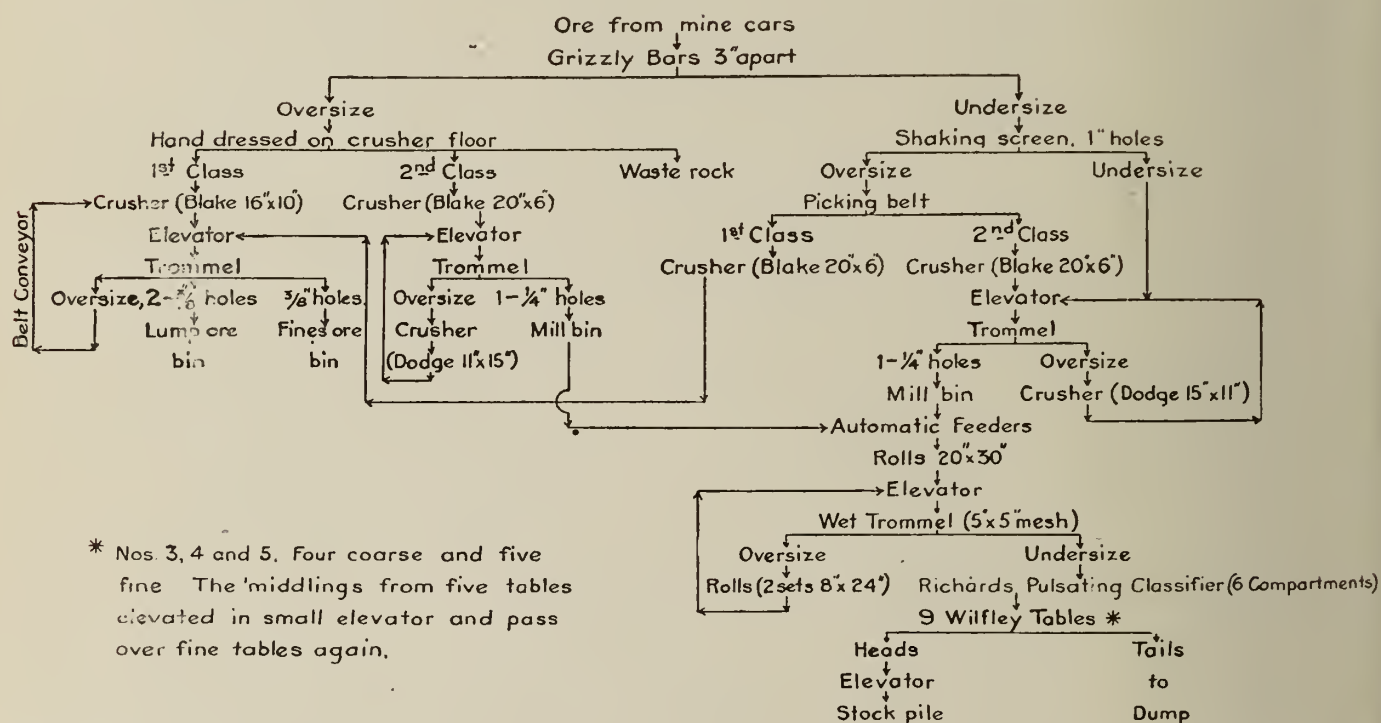 Ore from mine cars
Grizzly Bars 3" apart
Oversize
Undersize
Hand dressed on crusher floor
Shaking screen, 1" holes
1st Class
2nd Class
Waste rock
Oversize
Undersize
Crusher (Blake 16"x10")
Crusher (Blake 20"x6")
Picking belt
Belt Conveyor
Elevator
Elevator
1st Class
2nd Class
Trommel
Trommel
Crusher (Blake 20"x6")
Crusher (Blake 20"x6")
Oversize, 2- holes
3/8" holes
Oversize
1-1/4" holes
Elevator
Lump ore
Fines ore
Crusher
Mill bin
Trommel
bin
bin
(Dodge 11"x15")
1-1/4" holes
Oversize
Mill bin
Crusher (Dodge 15"x11")
Automatic Feeders
Rolls 20"x30"
Elevator
Wet Trommel (5"x5" mesh)
Oversize
Undersize
Rolls (2 sets 8"x 24")
Richards Pulsating Classifier (6 Compartments)
9 Wilfley Tables *
Heads
Tails
Elevator
to
Stock pile
Dump
* Nos. 3, 4 and 5. Four coarse and five
fine The middlings from five tables
elevated in small elevator and pass
over fine tables again.